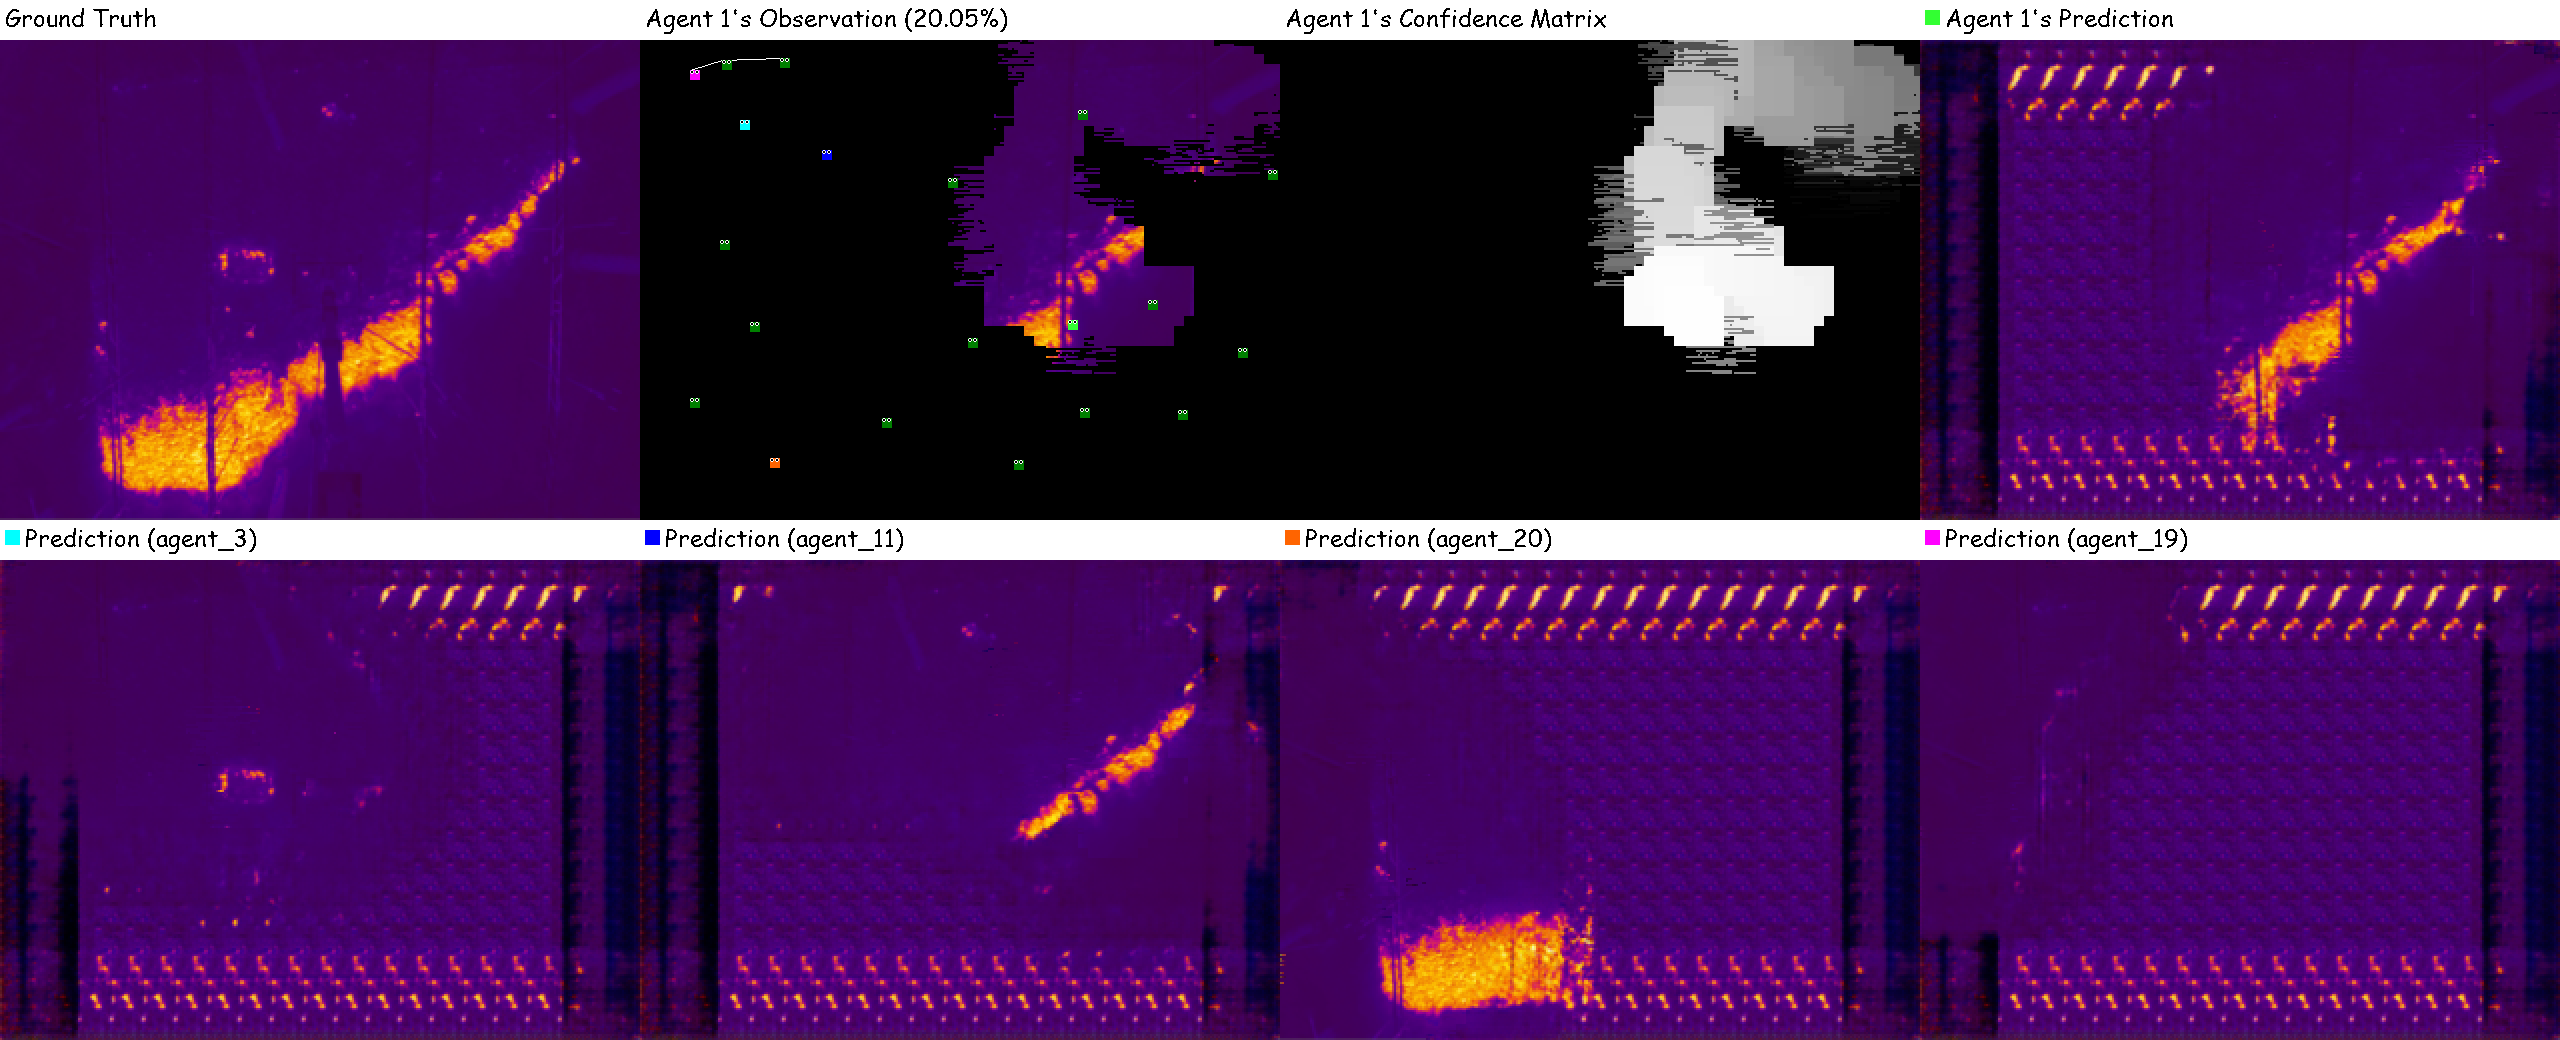 Ground Truth
Agent 1's Observation (20.05%)
Agent 1's Confidence Matrix
Agent 1's Prediction
Prediction (agent_3)
Prediction (agent_11)
Prediction (agent_20)
Prediction (agent_19)